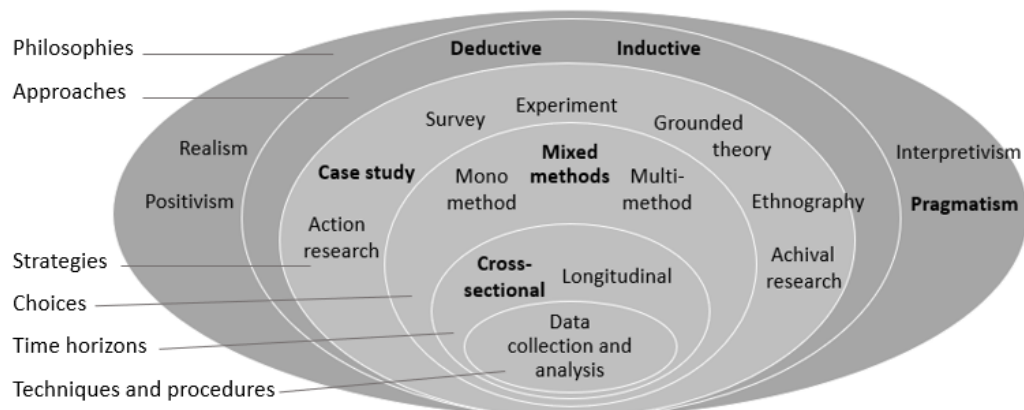 Philosophies
Approaches
Deductive
Inductive
Realism
Positivism
Interpretivism
Pragmatism
Survey
Experiment
Grounded
theory
Case study
Action
research
Ethnography
Achival
research
Mono
method
Mixed
methods
Multi-
method
Cross-
sectional
Longitudinal
Data
collection and
analysis
Strategies
Choices
Time horizons
Techniques and procedures